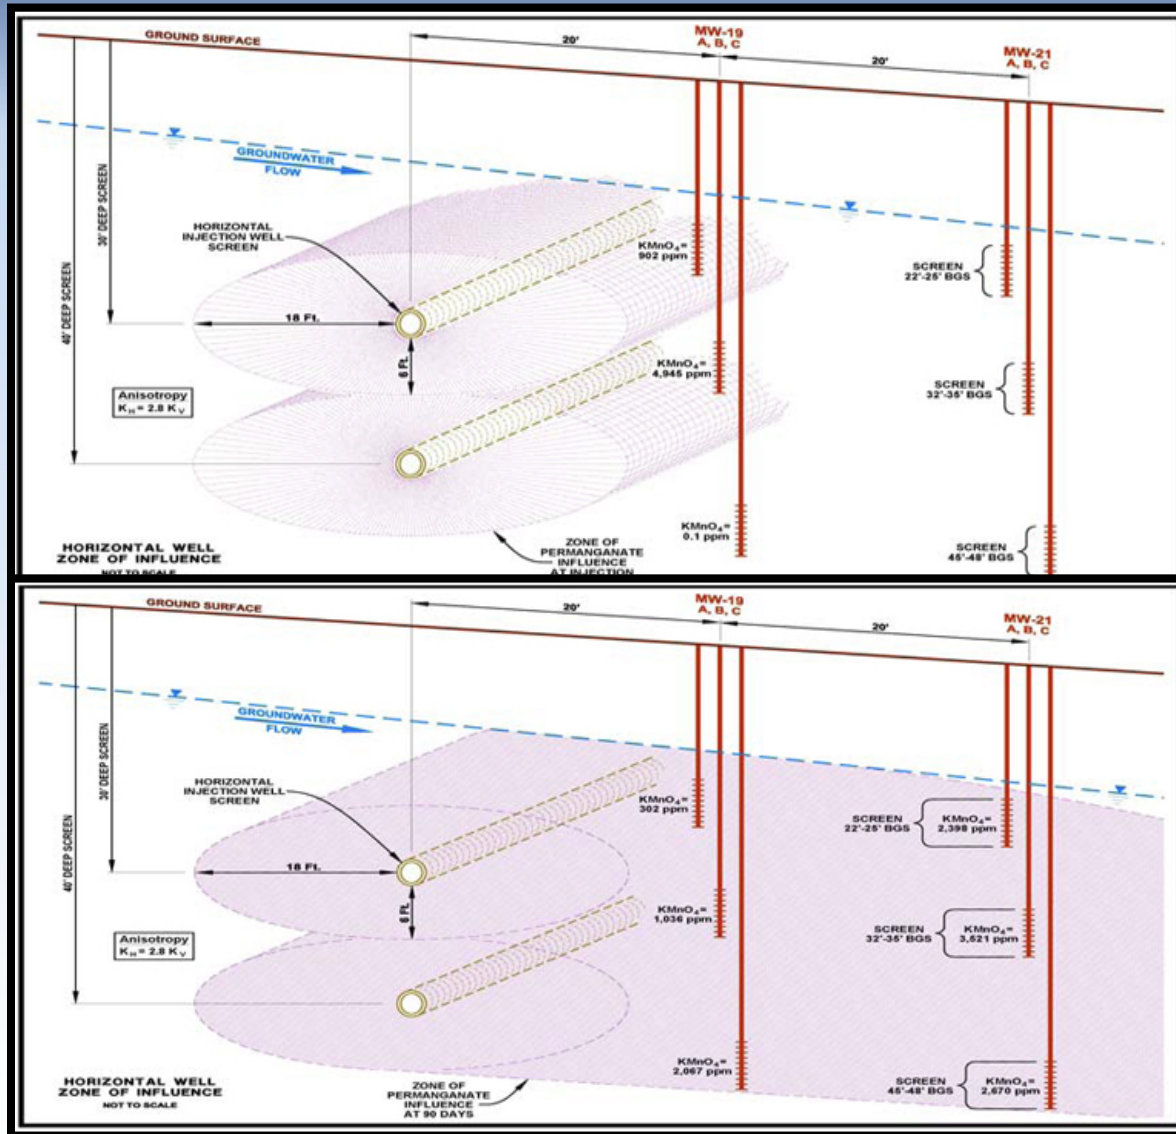 GROUND SURFACE
20'
MW-19
A, B, C
20'
MW-21
A, B, C
GROUNDWATER
FLOW
30' DEEP SCREEN
40' DEEP SCREEN
HORIZONTAL
INJECTION WELL
SCREEN
KMnO₄=
902 ppm
SCREEN
22'-25' BGS
18 Ft.
6 Ft.
KMnO₄=
4,945 ppm
SCREEN
32'-35' BGS
Anisotropy
K_H = 2.8 K_V
KMnO₄=
0.1 ppm
SCREEN
45'-48' BGS
HORIZONTAL WELL
ZONE OF INFLUENCE
NOT TO SCALE
ZONE OF
PERMANGANATE
INFLUENCE
AT INJECTION
GROUND SURFACE
20'
MW-19
A, B, C
20'
MW-21
A, B, C
GROUNDWATER
FLOW
30' DEEP SCREEN
40' DEEP SCREEN
HORIZONTAL
INJECTION WELL
SCREEN
KMnO₄=
302 ppm
SCREEN
22'-25' BGS
KMnO₄=
2,398 ppm
18 Ft.
6 Ft.
KMnO₄=
1,036 ppm
SCREEN
32'-35' BGS
KMnO₄=
3,521 ppm
Anisotropy
K_H = 2.8 K_V
KMnO₄=
2,067 ppm
SCREEN
45'-48' BGS
KMnO₄=
2,670 ppm
HORIZONTAL WELL
ZONE OF INFLUENCE
NOT TO SCALE
ZONE OF
PERMANGANATE
INFLUENCE
AT 90 DAYS